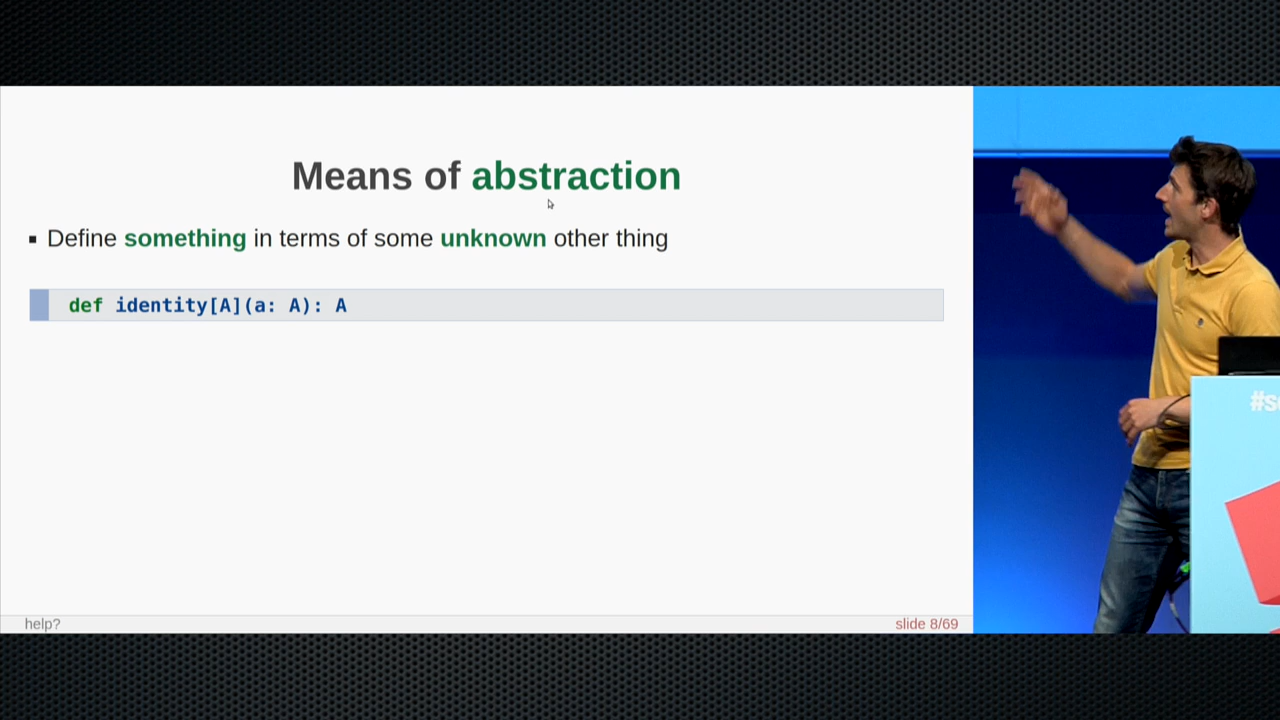 Means of abstraction
▪ Define something in terms of some unknown other thing
def identity[A](a: A): A
help?
slide 8/69